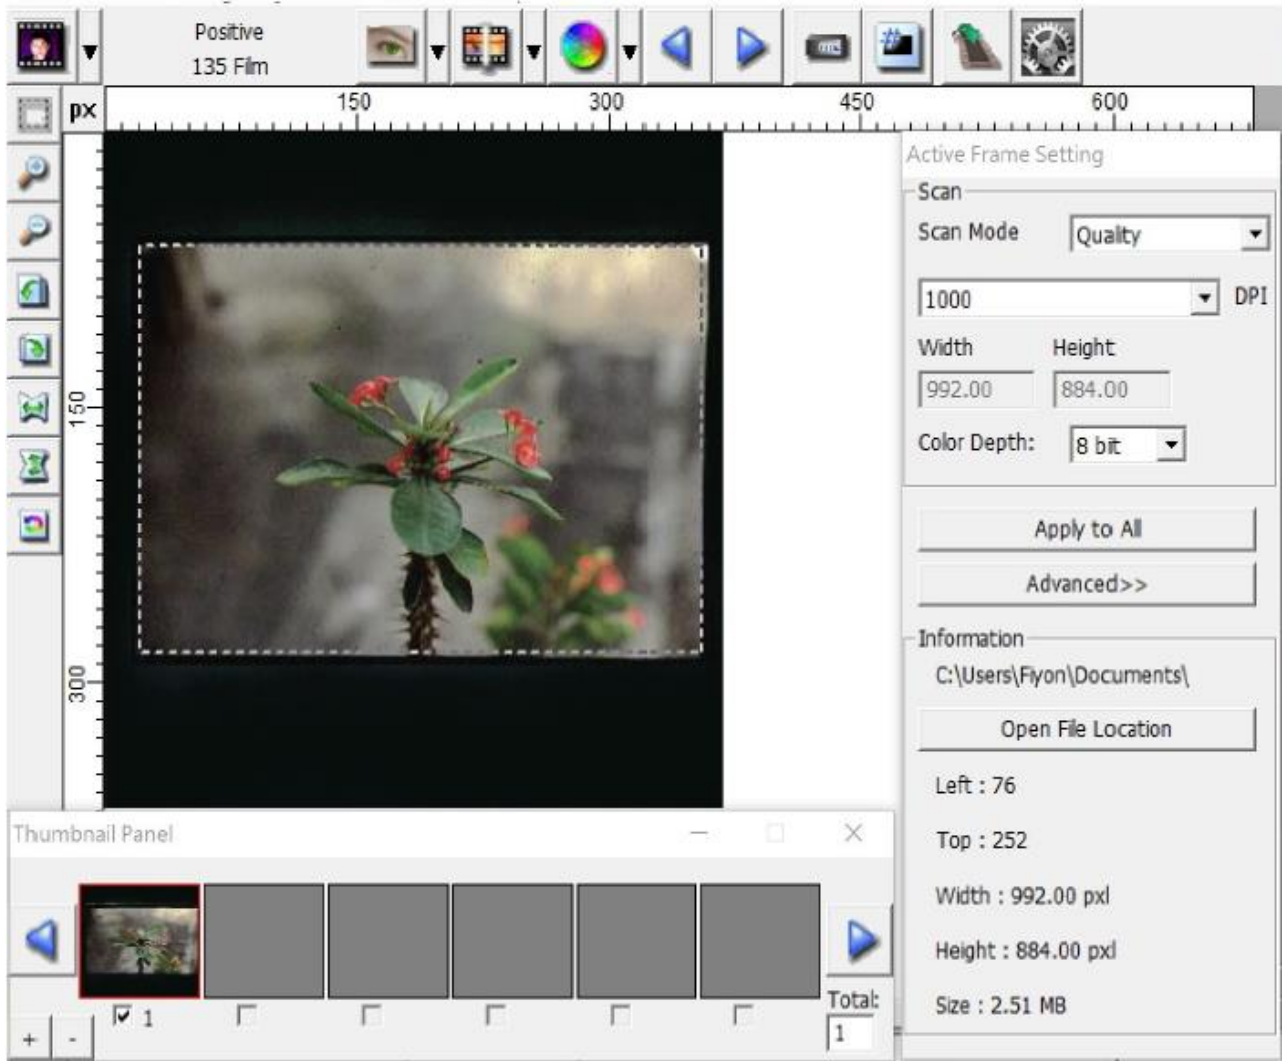 Positive
135 Film
px
150
300
450
600
150
300
Active Frame Setting
Scan
Scan Mode
Quality
1000
DPI
Width
Height
992.00
884.00
Color Depth:
8 bit
Apply to All
Advanced>>
Information
C:\Users\Fiyon\Documents\
Open File Location
Left : 76
Top : 252
Width : 992.00 pxl
Height : 884.00 pxl
Size : 2.51 MB
Thumbnail Panel
1
Total:
1
+
-